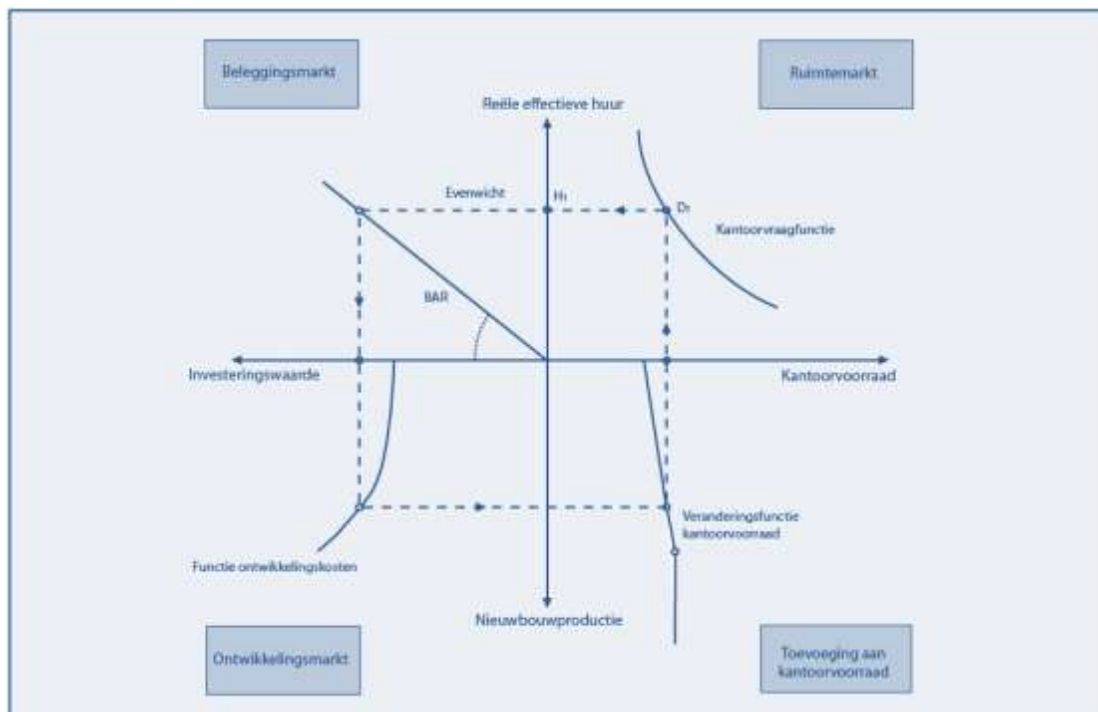 Beleggingsmarkt
Ruimtemarkt
Reële effectieve huur
Evenwicht
H₁
D₁
Kantoorvraagfunctie
BAR
Investeringswaarde
Kantoorvoorraad
Veranderingsfunctie
kantoorvoorraad
Functie ontwikkelingskosten
Nieuwbouwproductie
Ontwikkelingsmarkt
Toevoeging aan
kantoorvoorraad